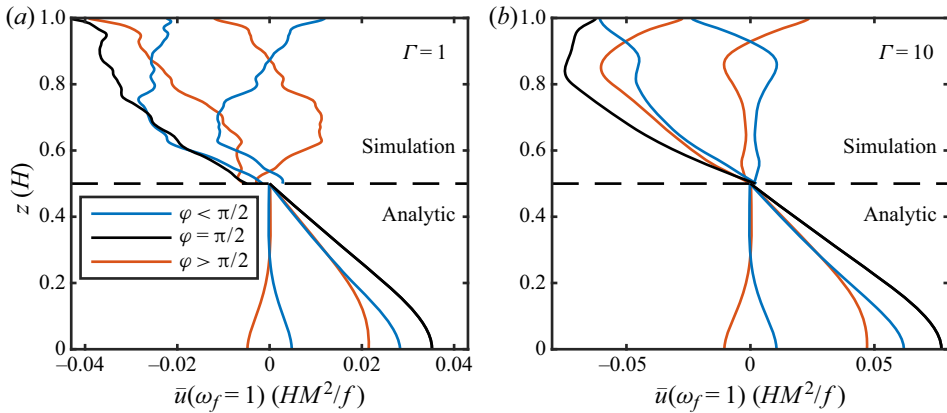 (a)
Γ = 1
1.0
0.8
0.6
0.4
0.2
0
z (H)
Simulation
Analytic
φ < π/2
φ = π/2
φ > π/2
−0.04
−0.02
0
0.02
0.04
u̅(ω_f = 1) (HM²/f)
(b)
Γ = 10
1.0
0.8
0.6
0.4
0.2
0
Simulation
Analytic
−0.05
0
0.05
u̅(ω_f = 1) (HM²/f)